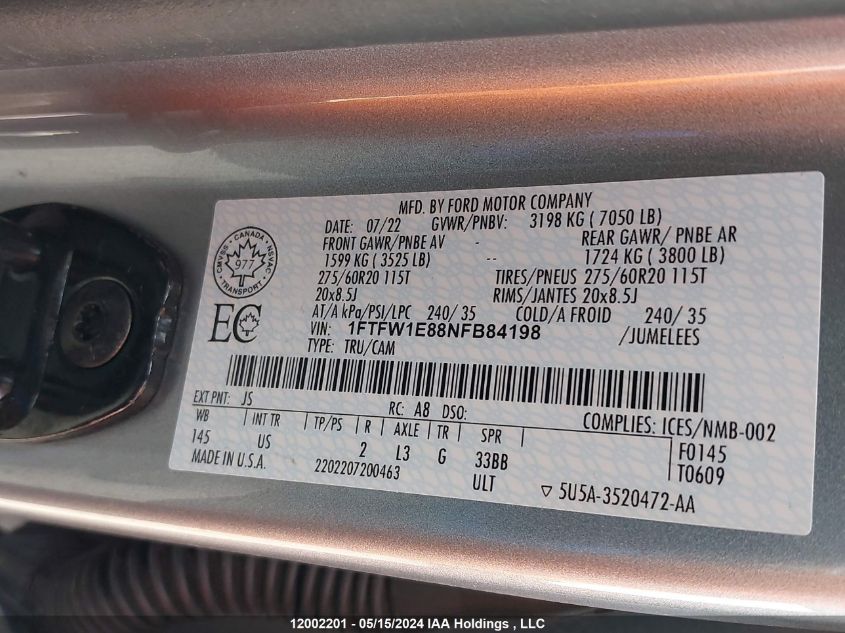 MFD. BY FORD MOTOR COMPANY
DATE: 07/22 GVWR/PNBV: 3198 KG ( 7050 LB)
FRONT GAWR/PNBE AV - REAR GAWR/ PNBE AR
1599 KG ( 3525 LB) -- 1724 KG ( 3800 LB)
275/60R20 115T TIRES/PNEUS 275/60R20 115T
20x8.5J RIMS/JANTES 20x8.5J
AT/A kPa/PSI/LPC 240/ 35 COLD/A FROID 240/ 35
VIN: 1FTFW1E88NFB84198 /JUMELEES
TYPE: TRU/CAM
CANADA
CMVSS NSVAC
977
TRANSPORT
EC
EXT PNT: JS RC: A8 DSO: COMPLIES: ICES/NMB-002
WB INT TR TP/PS R AXLE TR SPR F0145
145 US 2 L3 G 33BB T0609
MADE IN U.S.A. 2202207200463 ULT ▽ 5U5A-3520472-AA
12002201 - 05/15/2024 IAA Holdings , LLC